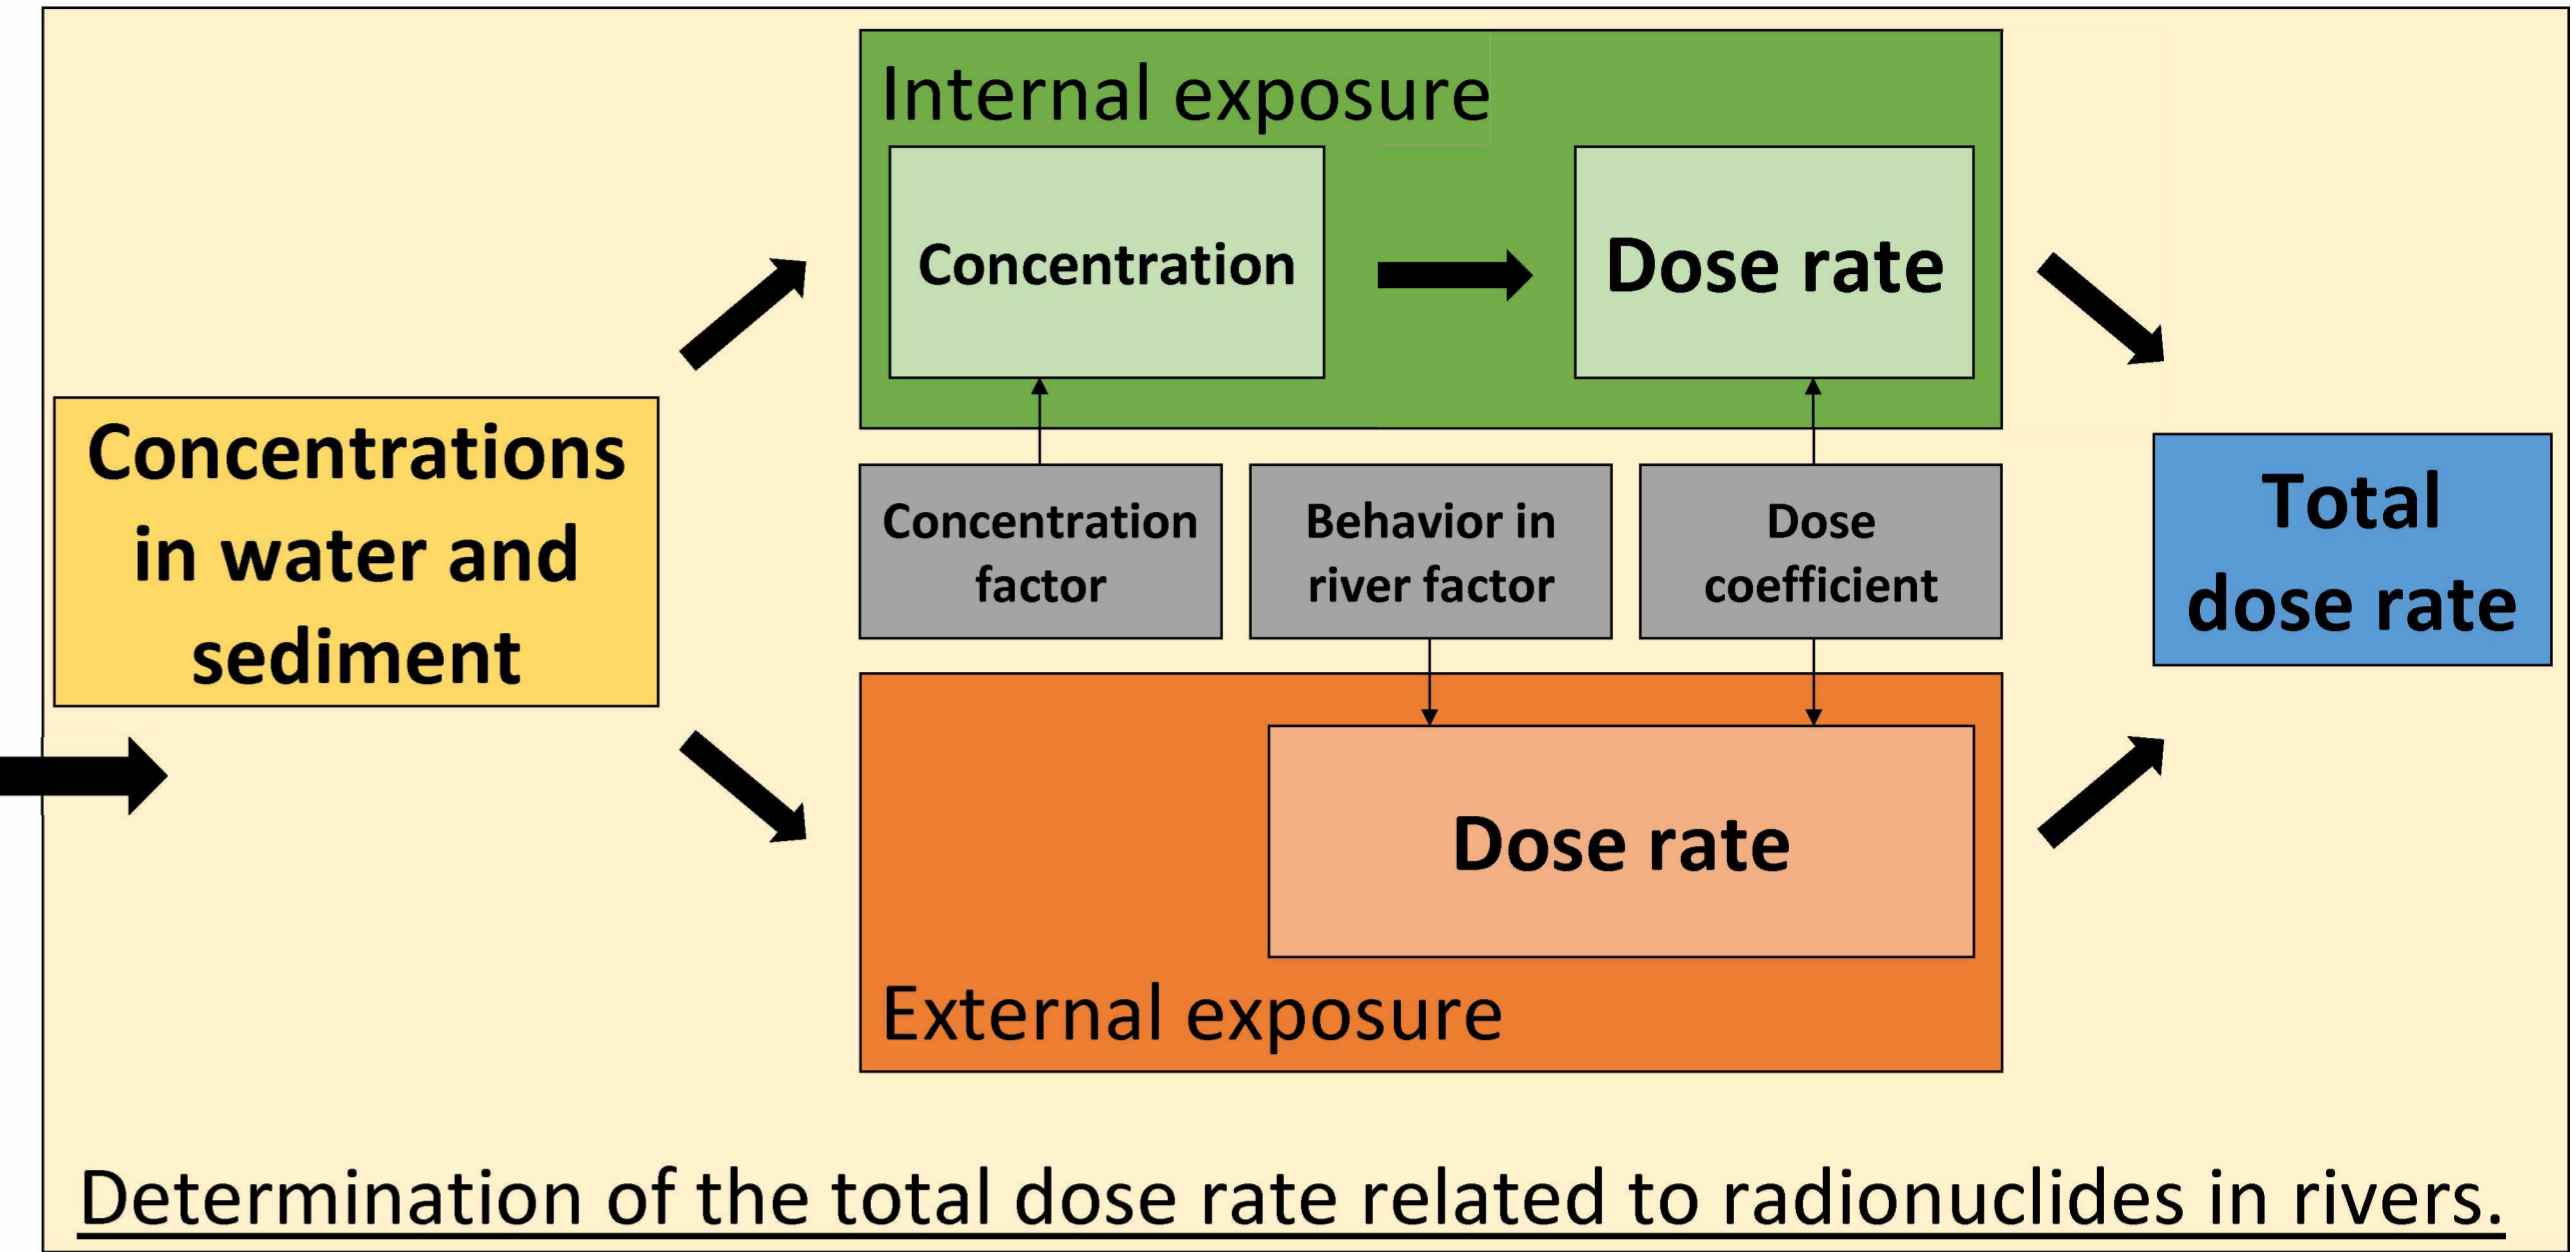 Internal exposure
Concentration
Dose rate
Concentrations
in water and
sediment
Concentration
factor
Behavior in
river factor
Dose
coefficient
Total
dose rate
Dose rate
External exposure
Determination of the total dose rate related to radionuclides in rivers.